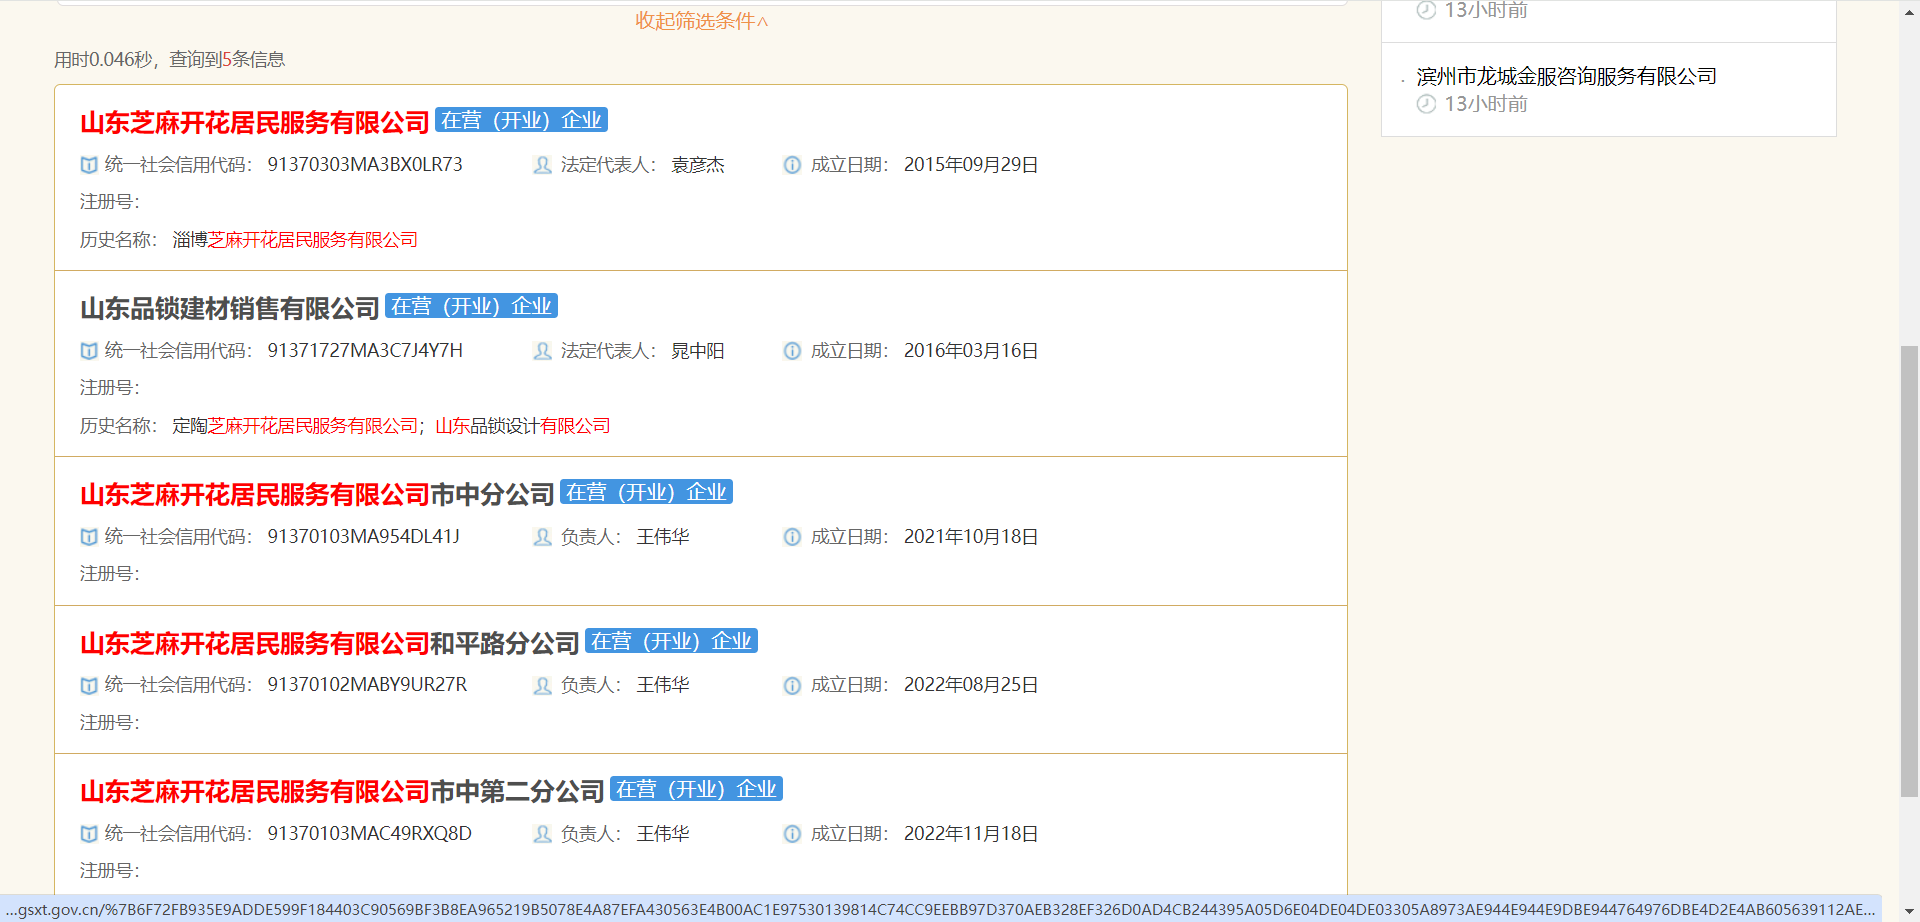 收起筛选条件^
13小时前
用时0.046秒，查询到5条信息
· 滨州市龙城金服咨询服务有限公司
13小时前
山东芝麻开花居民服务有限公司 在营（开业）企业
统一社会信用代码： 91370303MA3BX0LR73 法定代表人： 袁彦杰 成立日期： 2015年09月29日
注册号：
历史名称： 淄博芝麻开花居民服务有限公司
山东品锁建材销售有限公司 在营（开业）企业
统一社会信用代码： 91371727MA3C7J4Y7H 法定代表人： 晁中阳 成立日期： 2016年03月16日
注册号：
历史名称： 定陶芝麻开花居民服务有限公司；山东品锁设计有限公司
山东芝麻开花居民服务有限公司市中分公司 在营（开业）企业
统一社会信用代码： 91370103MA954DL41J 负责人： 王伟华 成立日期： 2021年10月18日
注册号：
山东芝麻开花居民服务有限公司和平路分公司 在营（开业）企业
统一社会信用代码： 91370102MABY9UR27R 负责人： 王伟华 成立日期： 2022年08月25日
注册号：
山东芝麻开花居民服务有限公司市中第二分公司 在营（开业）企业
统一社会信用代码： 91370103MAC49RXQ8D 负责人： 王伟华 成立日期： 2022年11月18日
注册号：
...gsxt.gov.cn/%7B6F72FB935E9ADDE599F184403C90569BF3B8EA965219B5078E4A87EFA430563E4B00AC1E97530139814C74CC9EEBB97D370AEB328EF326D0AD4CB244395A05D6E04DE04DE03305A8973AE944E944E9DBE944764976DBE4D2E4AB605639112AE...